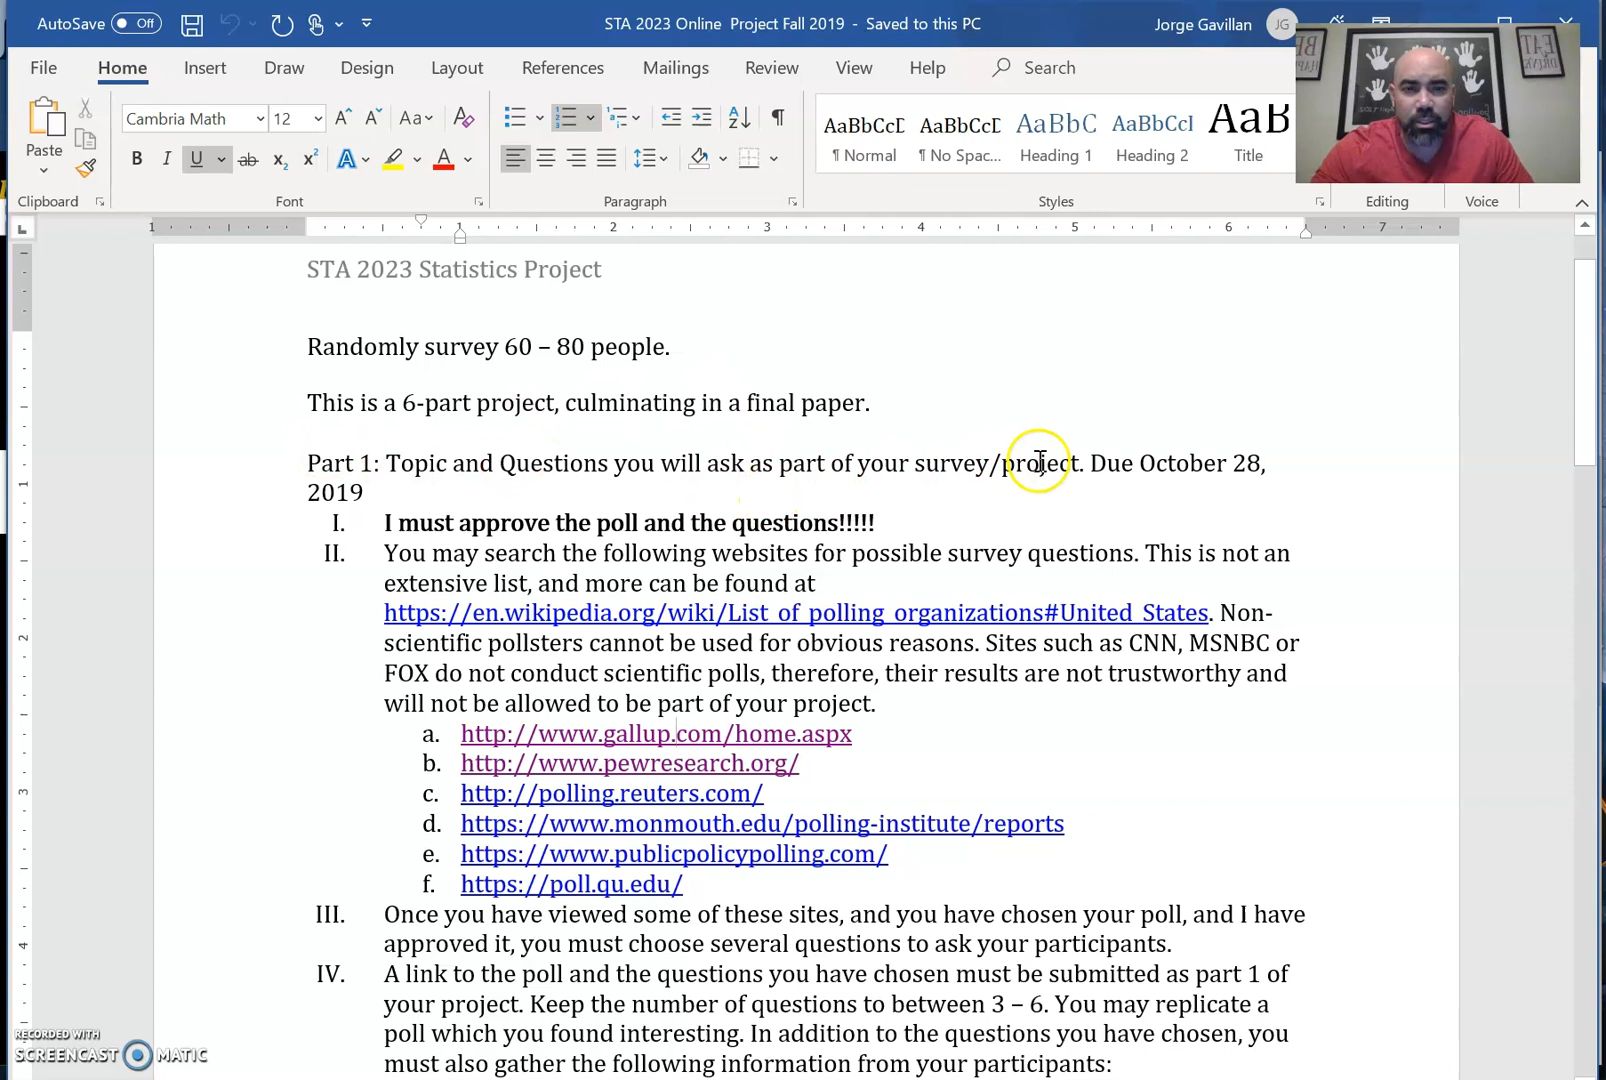 AutoSave Off
STA 2023 Online Project Fall 2019 - Saved to this PC
Jorge Gavillan JG
File Home Insert Draw Design Layout References Mailings Review View Help Search
Paste
Clipboard
Cambria Math 12
Font
Paragraph
AaBbCcD AaBbCcD AaBbC AaBbCcI AaB
¶ Normal ¶ No Spac... Heading 1 Heading 2 Title
Styles
Editing
Voice
1 1 2 3 4 5 6 7
STA 2023 Statistics Project
Randomly survey 60 – 80 people.
This is a 6-part project, culminating in a final paper.
Part 1: Topic and Questions you will ask as part of your survey/project. Due October 28,
2019
I. I must approve the poll and the questions!!!!!
II. You may search the following websites for possible survey questions. This is not an
extensive list, and more can be found at
https://en.wikipedia.org/wiki/List_of_polling_organizations#United_States. Non-
scientific pollsters cannot be used for obvious reasons. Sites such as CNN, MSNBC or
FOX do not conduct scientific polls, therefore, their results are not trustworthy and
will not be allowed to be part of your project.
a. http://www.gallup.com/home.aspx
b. http://www.pewresearch.org/
c. http://polling.reuters.com/
d. https://www.monmouth.edu/polling-institute/reports
e. https://www.publicpolicypolling.com/
f. https://poll.qu.edu/
III. Once you have viewed some of these sites, and you have chosen your poll, and I have
approved it, you must choose several questions to ask your participants.
IV. A link to the poll and the questions you have chosen must be submitted as part 1 of
your project. Keep the number of questions to between 3 – 6. You may replicate a
poll which you found interesting. In addition to the questions you have chosen, you
must also gather the following information from your participants:
RECORDED WITH
SCREENCAST MATIC